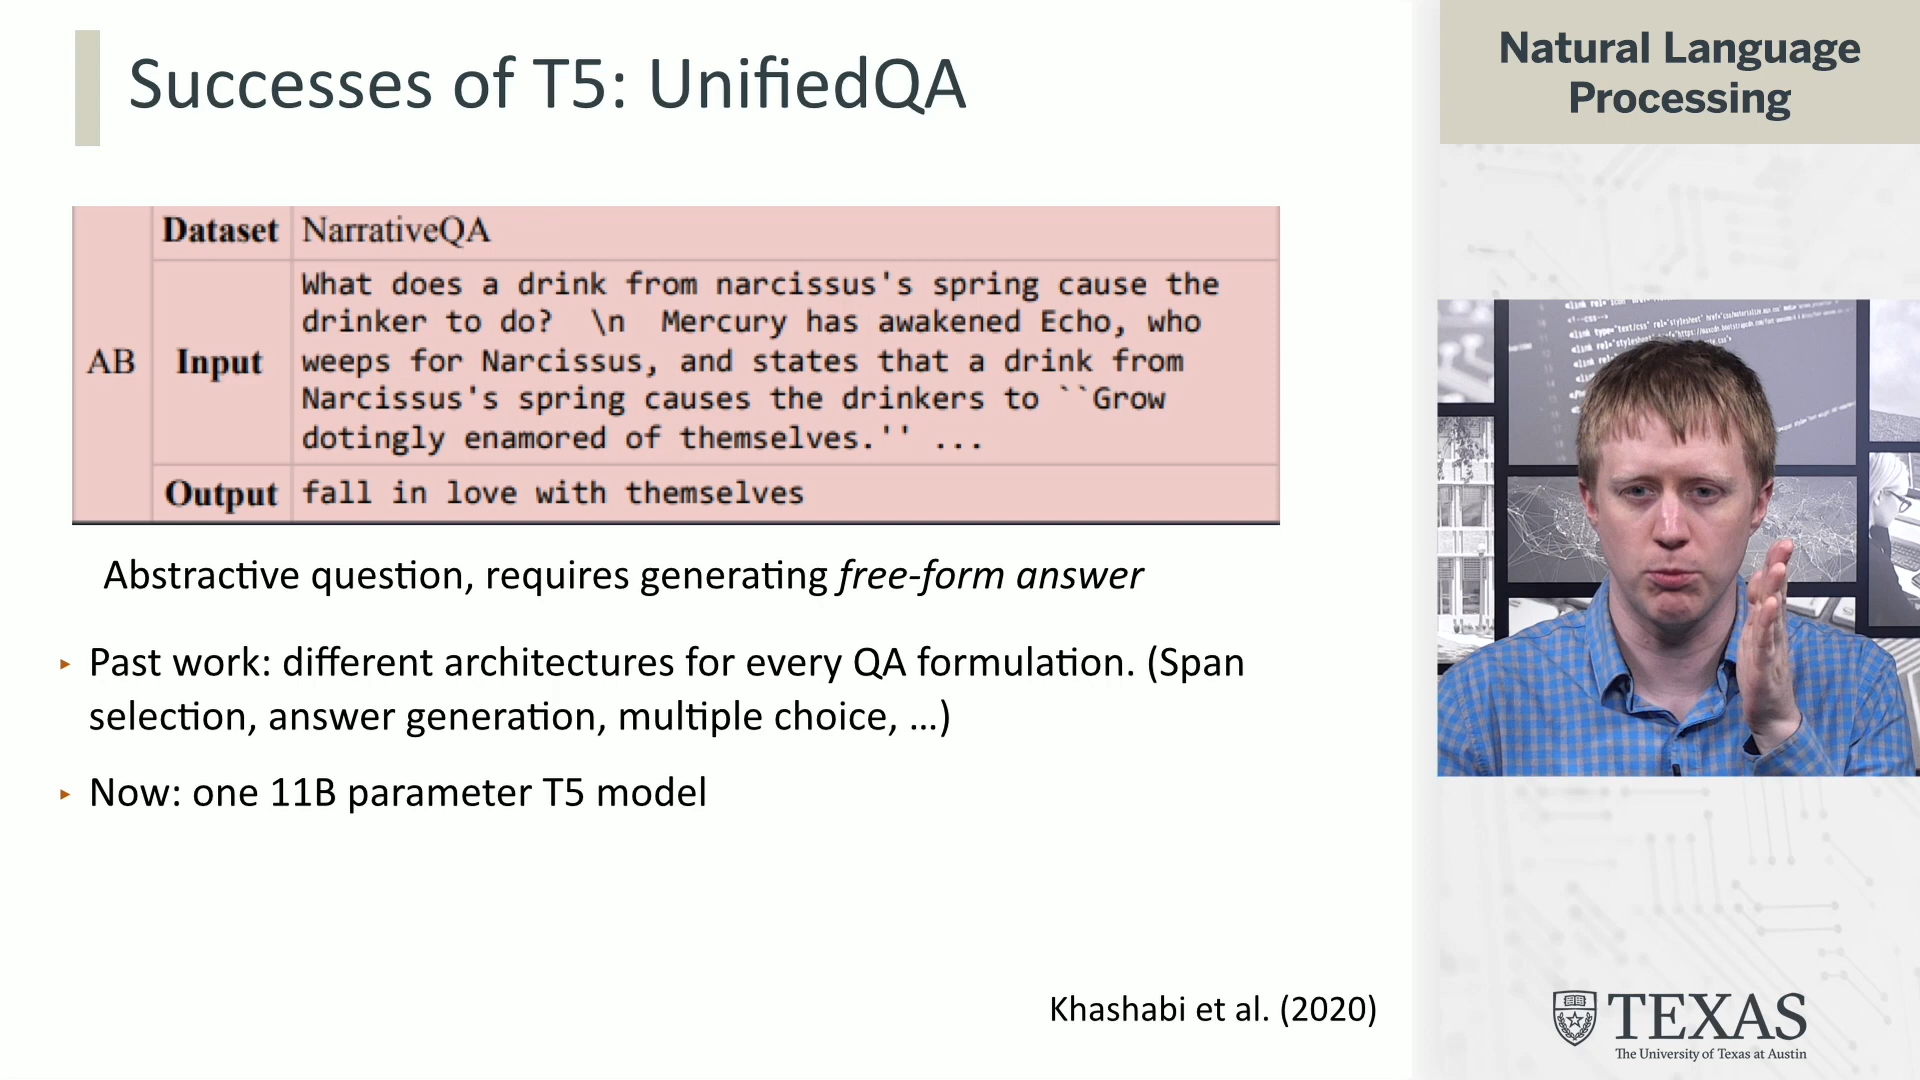 Successes of T5: UnifiedQA
Natural Language
Processing
Dataset NarrativeQA
AB
Input
What does a drink from narcissus's spring cause the
drinker to do? \n Mercury has awakened Echo, who
weeps for Narcissus, and states that a drink from
Narcissus's spring causes the drinkers to ``Grow
dotingly enamored of themselves.'' ...
Output fall in love with themselves
Abstractive question, requires generating free-form answer
▸ Past work: different architectures for every QA formulation. (Span
selection, answer generation, multiple choice, …)
▸ Now: one 11B parameter T5 model
Khashabi et al. (2020)
TEXAS
The University of Texas at Austin